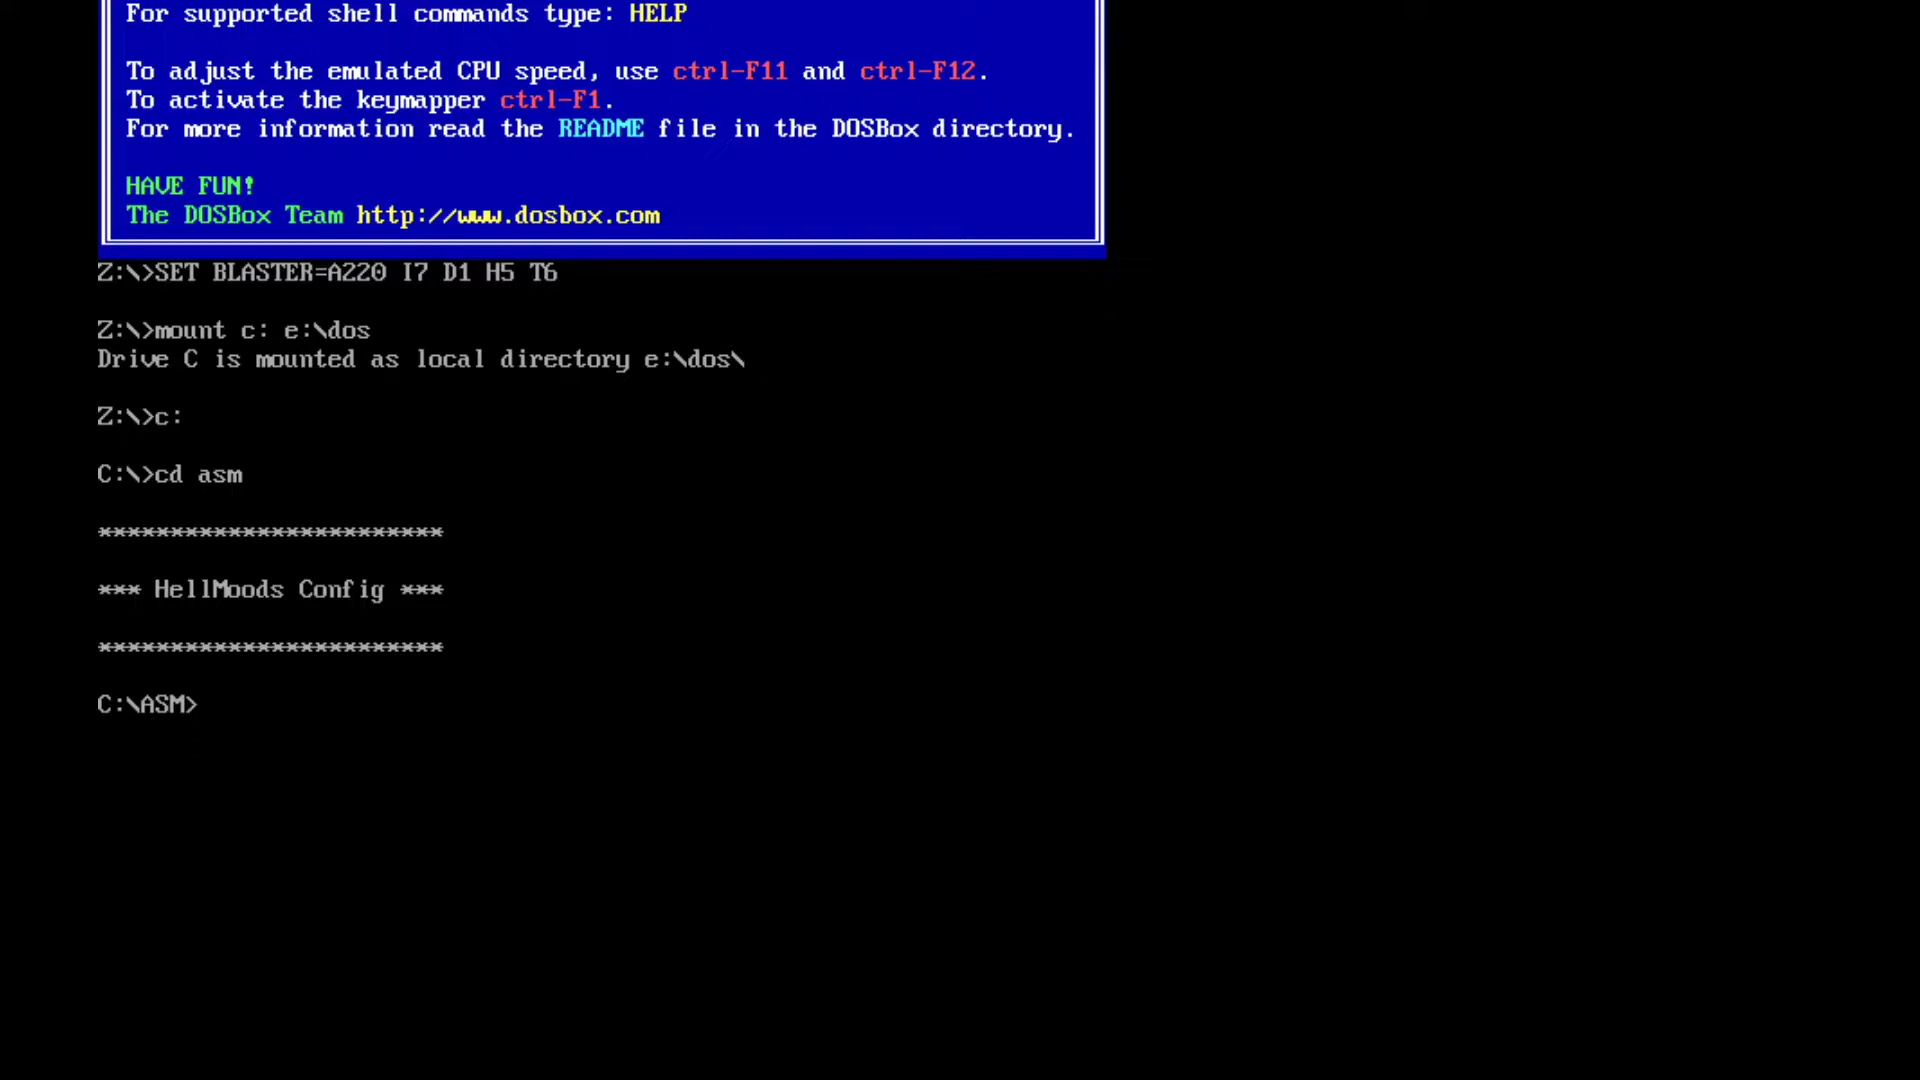 For supported shell commands type: HELP
To adjust the emulated CPU speed, use ctrl-F11 and ctrl-F12.
To activate the keymapper ctrl-F1.
For more information read the README file in the DOSBox directory.
HAVE FUN!
The DOSBox Team http://www.dosbox.com
Z:\>SET BLASTER=A220 I7 D1 H5 T6
Z:\>mount c: e:\dos
Drive C is mounted as local directory e:\dos\
Z:\>c:
C:\>cd asm
************************
*** HellMoods Config ***
************************
C:\ASM>